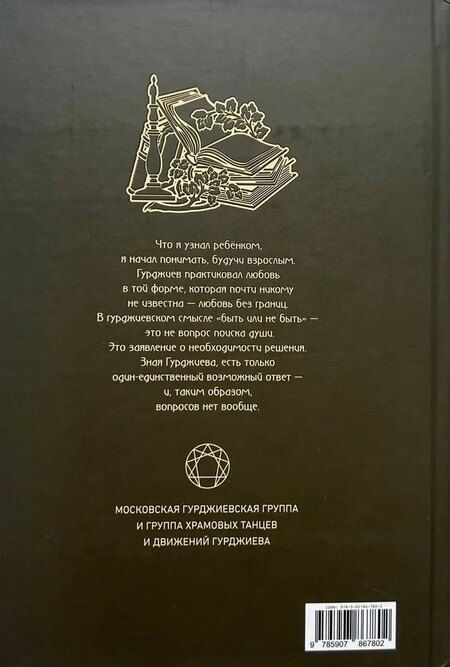 Что я узнал ребёнком,
я начал понимать, будучи взрослым.
Гурджиев практиковал любовь
в той форме, которая почти никому
не известна — любовь без границ.
В гурджиевском смысле «быть или не быть» —
это не вопрос поиска души.
Это заявление о необходимости решения.
Зная Гурджиева, есть только
один-единственный возможный ответ —
и, таким образом,
вопросов нет вообще.
МОСКОВСКАЯ ГУРДЖИЕВСКАЯ ГРУППА
И ГРУППА ХРАМОВЫХ ТАНЦЕВ
И ДВИЖЕНИЙ ГУРДЖИЕВА
9 785907 867802